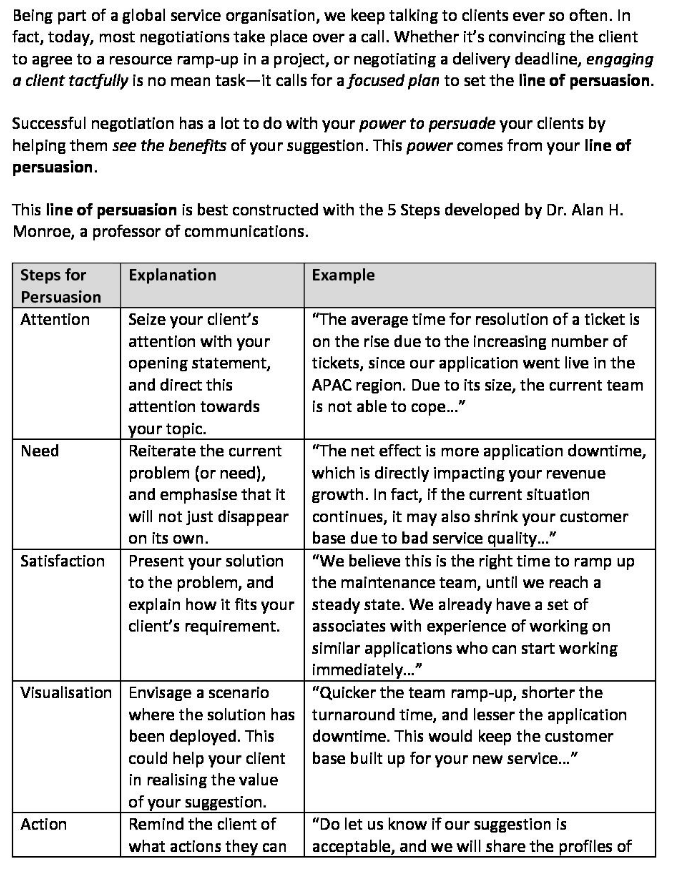 Being part of a global service organisation, we keep talking to clients ever so often. In
fact, today, most negotiations take place over a call. Whether it's convincing the client
to agree to a resource ramp-up in a project, or negotiating a delivery deadline, engaging
a client tactfully is no mean task—it calls for a focused plan to set the line of persuasion.
Successful negotiation has a lot to do with your power to persuade your clients by
helping them see the benefits of your suggestion. This power comes from your line of
persuasion.
This line of persuasion is best constructed with the 5 Steps developed by Dr. Alan H.
Monroe, a professor of communications.
Steps for
Persuasion
Explanation
Example
Attention
Seize your client's
attention with your
opening statement,
and direct this
attention towards
your topic.
"The average time for resolution of a ticket is
on the rise due to the increasing number of
tickets, since our application went live in the
APAC region. Due to its size, the current team
is not able to cope..."
Need
Reiterate the current
problem (or need),
and emphasise that it
will not just disappear
on its own.
"The net effect is more application downtime,
which is directly impacting your revenue
growth. In fact, if the current situation
continues, it may also shrink your customer
base due to bad service quality..."
Satisfaction
Present your solution
to the problem, and
explain how it fits your
client's requirement.
"We believe this is the right time to ramp up
the maintenance team, until we reach a
steady state. We already have a set of
associates with experience of working on
similar applications who can start working
immediately..."
Visualisation
Envisage a scenario
where the solution has
been deployed. This
could help your client
in realising the value
of your suggestion.
"Quicker the team ramp-up, shorter the
turnaround time, and lesser the application
downtime. This would keep the customer
base built up for your new service..."
Action
Remind the client of
what actions they can
"Do let us know if our suggestion is
acceptable, and we will share the profiles of